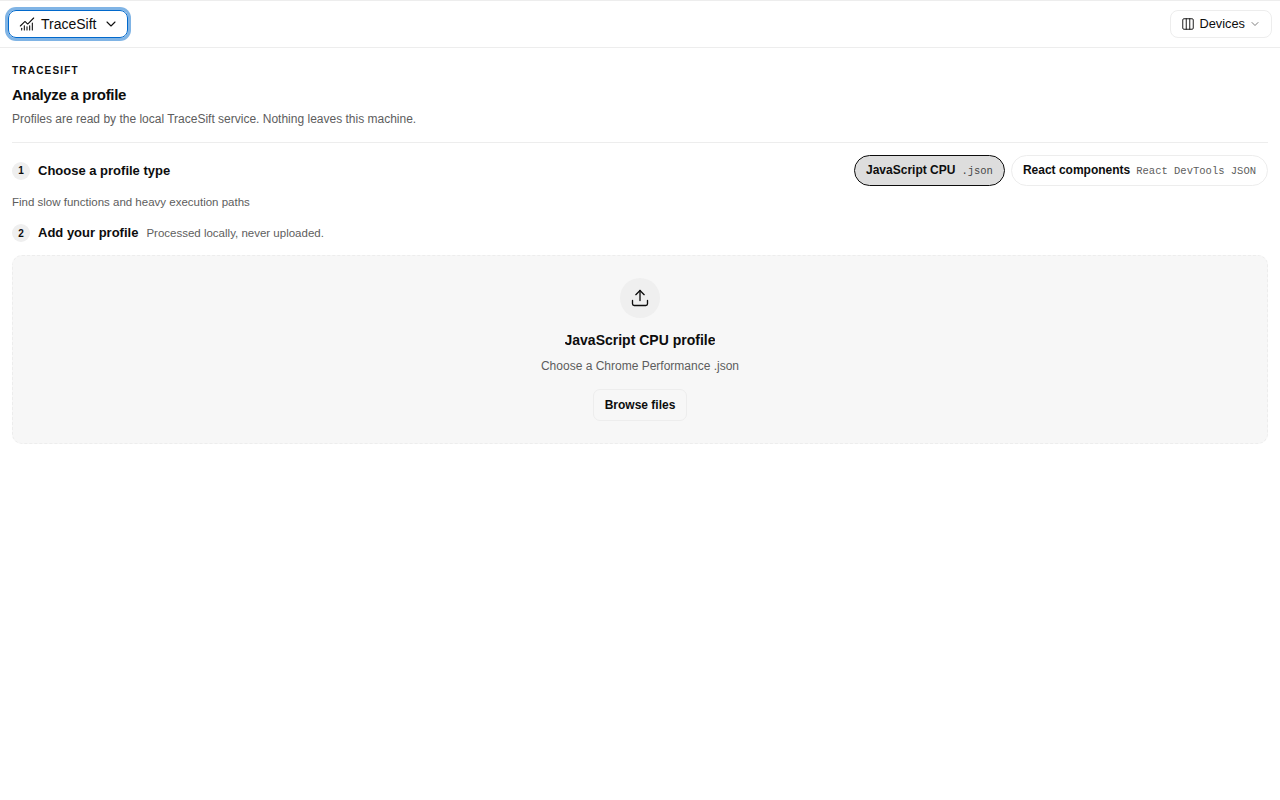 TraceSift
Devices
TRACESIFT
Analyze a profile
Profiles are read by the local TraceSift service. Nothing leaves this machine.
1 Choose a profile type
JavaScript CPU .json
React components React DevTools JSON
Find slow functions and heavy execution paths
2 Add your profile Processed locally, never uploaded.
JavaScript CPU profile
Choose a Chrome Performance .json
Browse files